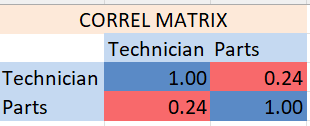 CORREL MATRIX
Technician Parts
Technician 1.00 0.24
Parts 0.24 1.00